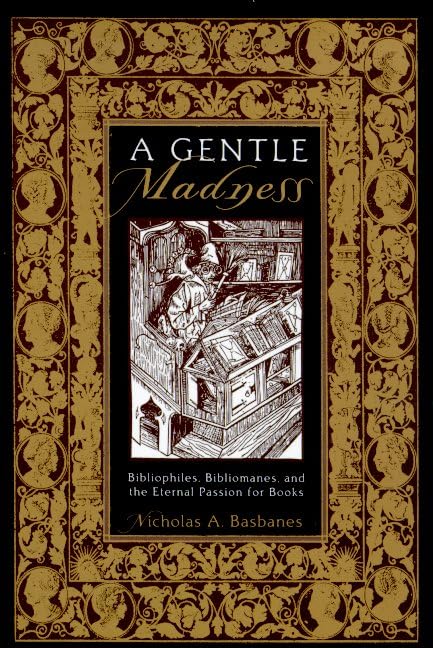 A GENTLE
Madness
Bibliophiles, Bibliomanes, and
the Eternal Passion for Books
Nicholas A. Basbanes